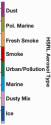 Dust
Pol. Marine
Fresh Smoke
Smoke
Urban/Pollution
Marine
Dusty Mix
Ice
HSRL Aerosol Type